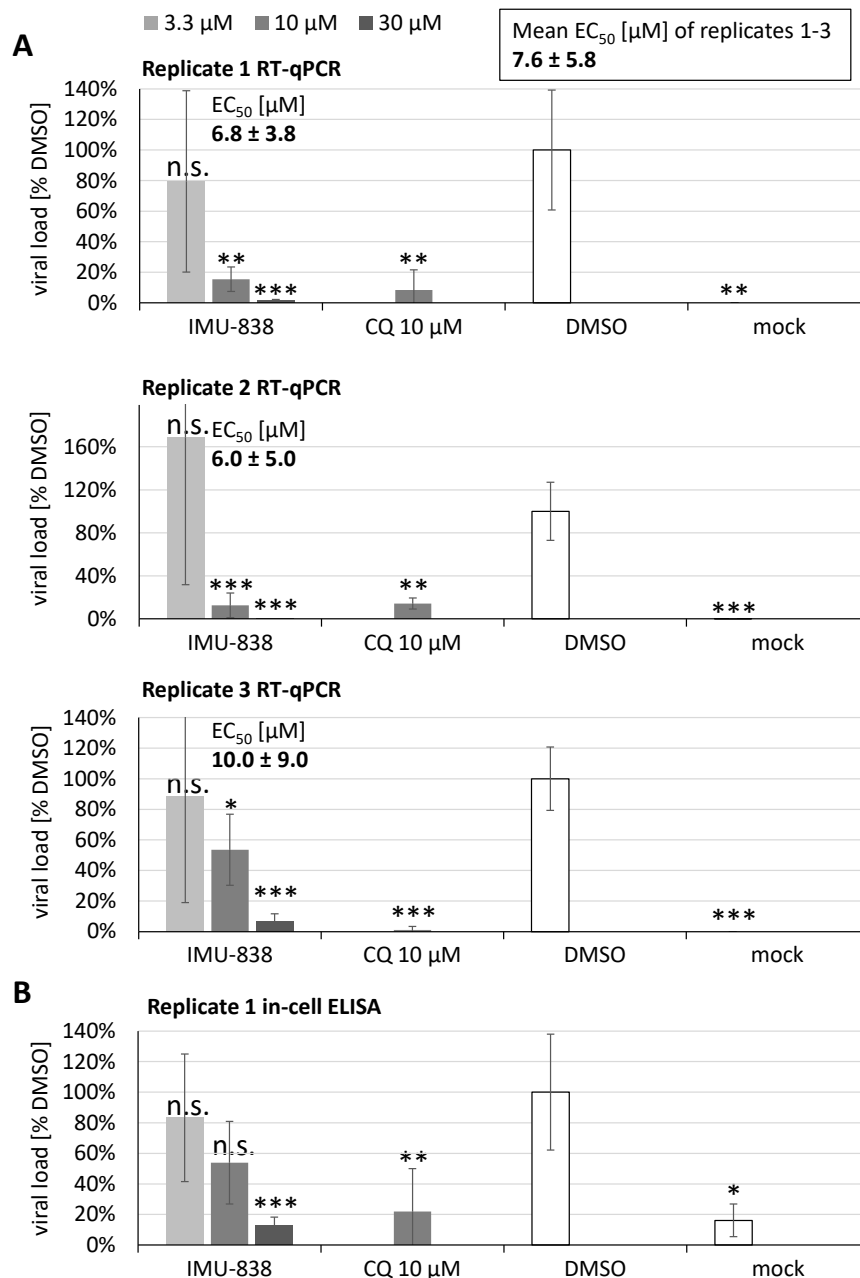 3.3 µM 10 µM 30 µM
Mean EC50 [µM] of replicates 1-3
7.6 ± 5.8
A
Replicate 1 RT-qPCR
EC50 [µM]
6.8 ± 3.8
viral load [% DMSO]
140%
120%
100%
80%
60%
40%
20%
0%
n.s.
**
***
**
**
IMU-838 CQ 10 µM DMSO mock
Replicate 2 RT-qPCR
EC50 [µM]
6.0 ± 5.0
viral load [% DMSO]
160%
120%
80%
40%
0%
n.s.
***
***
**
***
IMU-838 CQ 10 µM DMSO mock
Replicate 3 RT-qPCR
EC50 [µM]
10.0 ± 9.0
viral load [% DMSO]
140%
120%
100%
80%
60%
40%
20%
0%
n.s.
*
***
***
***
IMU-838 CQ 10 µM DMSO mock
B
Replicate 1 in-cell ELISA
viral load [% DMSO]
140%
120%
100%
80%
60%
40%
20%
0%
n.s.
n.s.
***
**
*
IMU-838 CQ 10 µM DMSO mock